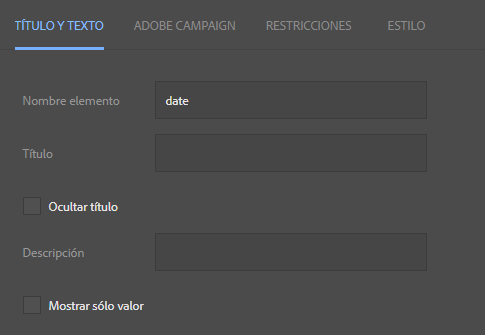 TÍTULO Y TEXTO ADOBE CAMPAIGN RESTRICCIONES ESTILO
Nombre elemento date
Título
Ocultar título
Descripción
Mostrar sólo valor